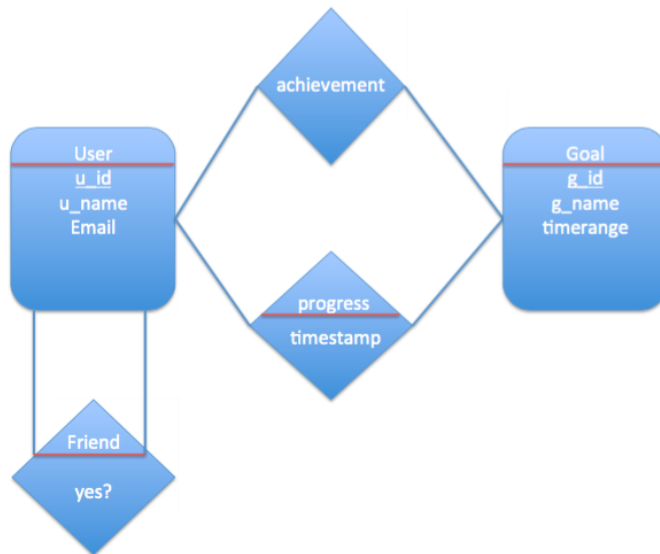 achievement
User
u_id
u_name
Email
Goal
g_id
g_name
timerange
progress
timestamp
Friend
yes?